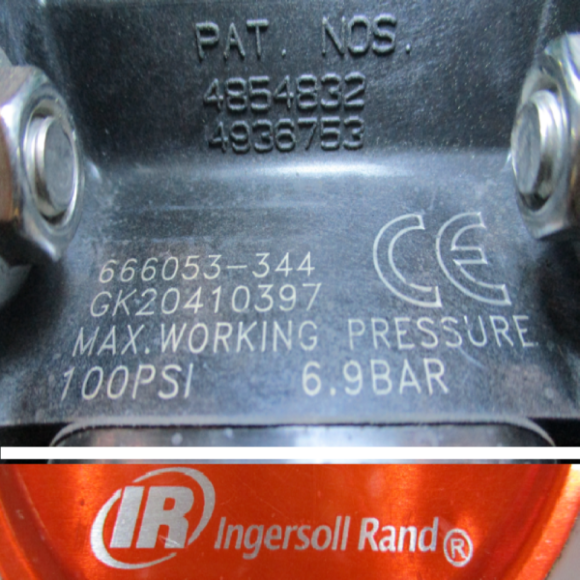 PAT. NOS.
4854832
4936753
666053-344
CE
GK20410397
MAX.WORKING PRESSURE
100PSI 6.9BAR
IR Ingersoll Rand®